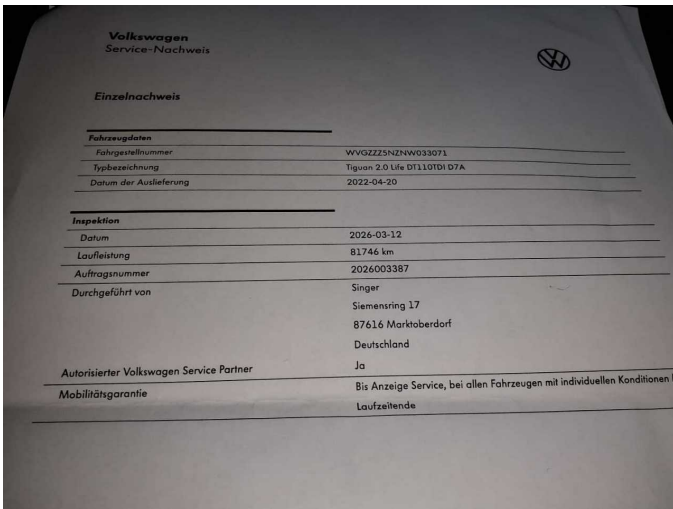 Volkswagen
Service-Nachweis
Einzelnachweis
Fahrzeugdaten
Fahrgestellnummer WVGZZZ5NZNW033071
Typbezeichnung Tiguan 2.0 Life DT110TDI D7A
Datum der Auslieferung 2022-04-20
Inspektion
Datum 2026-03-12
Laufleistung 81746 km
Auftragsnummer 2026003387
Durchgeführt von Singer
Siemensring 17
87616 Marktoberdorf
Deutschland
Autorisierter Volkswagen Service Partner Ja
Mobilitätsgarantie Bis Anzeige Service, bei allen Fahrzeugen mit individuellen Konditionen
Laufzeitende